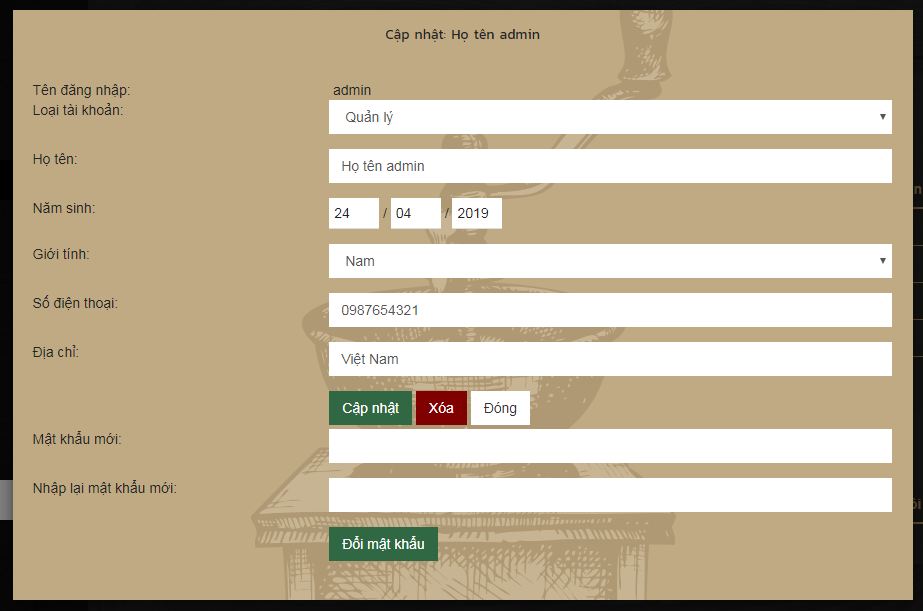 Cập nhật: Họ tên admin
Tên đăng nhập: admin
Loại tài khoản: Quản lý
Họ tên: Họ tên admin
Năm sinh: 24 / 04 / 2019
Giới tính: Nam
Số điện thoại: 0987654321
Địa chỉ: Việt Nam
Cập nhật Xóa Đóng
Mật khẩu mới:
Nhập lại mật khẩu mới:
Đổi mật khẩu